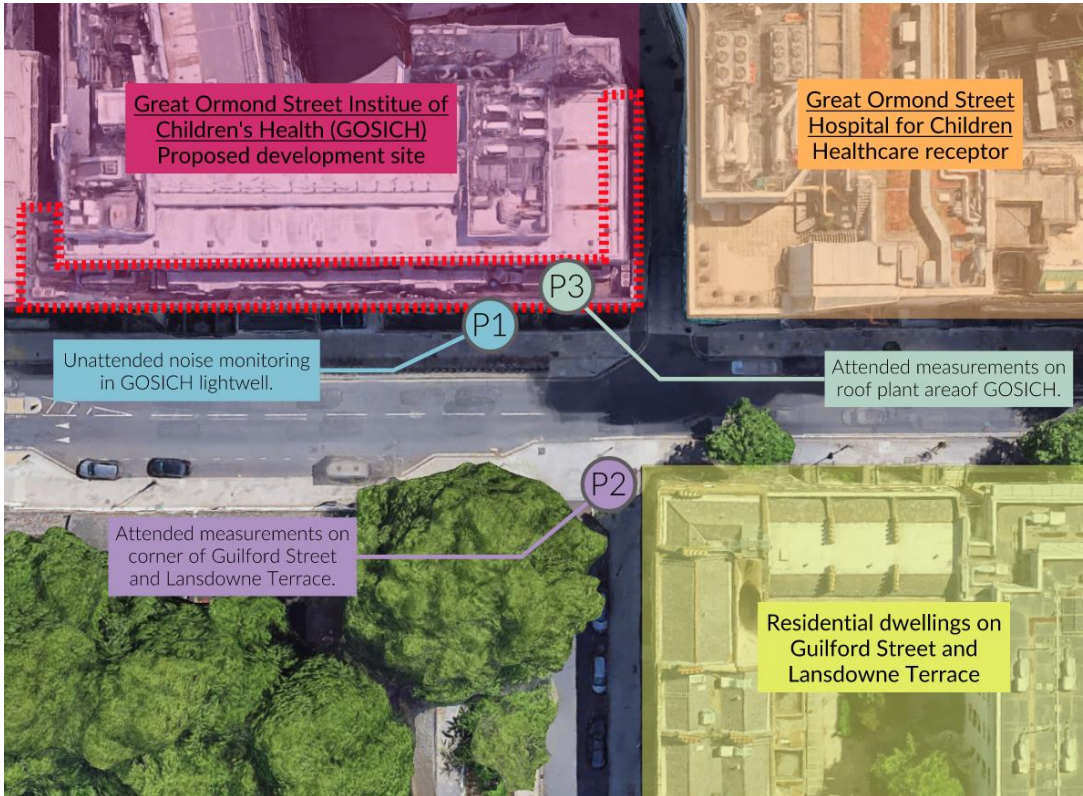 Great Ormond Street Institue of
Children's Health (GOSICH)
Proposed development site
Great Ormond Street
Hospital for Children
Healthcare receptor
P3
P1
Unattended noise monitoring
in GOSICH lightwell.
Attended measurements on
roof plant areaof GOSICH.
P2
Attended measurements on
corner of Guilford Street
and Lansdowne Terrace.
Residential dwellings on
Guilford Street and
Lansdowne Terrace